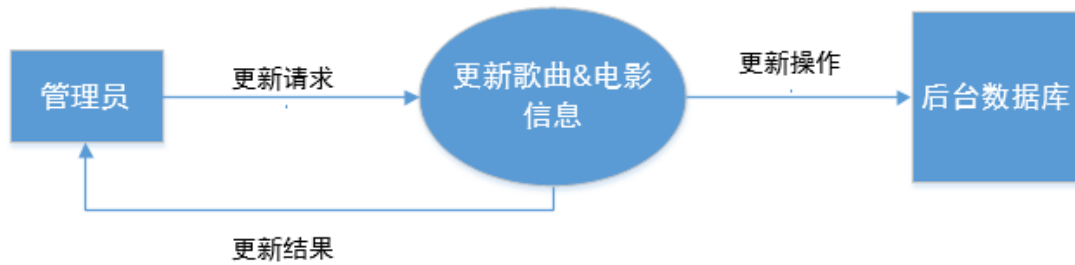 管理员
更新请求
更新歌曲&电影
信息
更新操作
后台数据库
更新结果